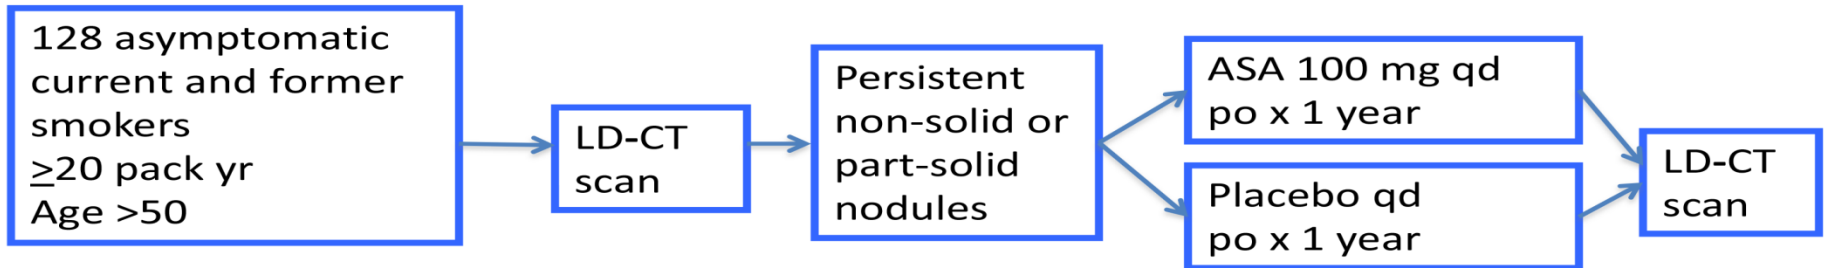 128 asymptomatic
current and former
smokers
≥20 pack yr
Age >50
LD-CT
scan
Persistent
non-solid or
part-solid
nodules
ASA 100 mg qd
po x 1 year
Placebo qd
po x 1 year
LD-CT
scan